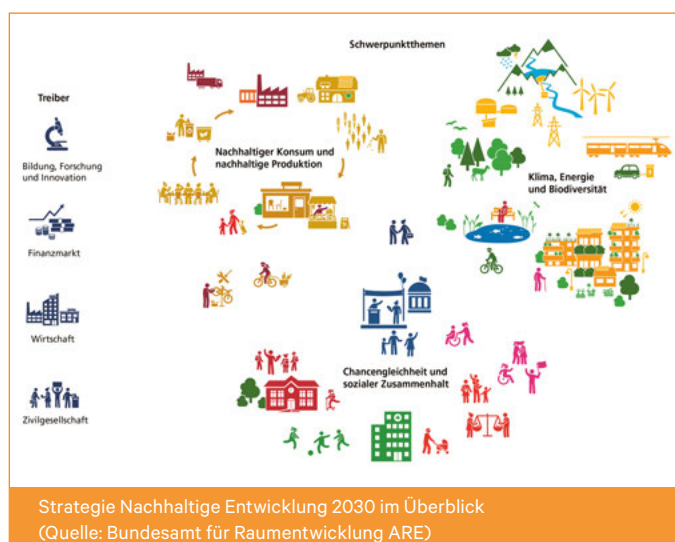 Schwerpunktthemen
Treiber
Bildung, Forschung
und Innovation
Finanzmarkt
Wirtschaft
Zivilgesellschaft
Nachhaltiger Konsum und
nachhaltige Produktion
Klima, Energie
und Biodiversität
Chancengleichheit und
sozialer Zusammenhalt
Strategie Nachhaltige Entwicklung 2030 im Überblick
(Quelle: Bundesamt für Raumentwicklung ARE)